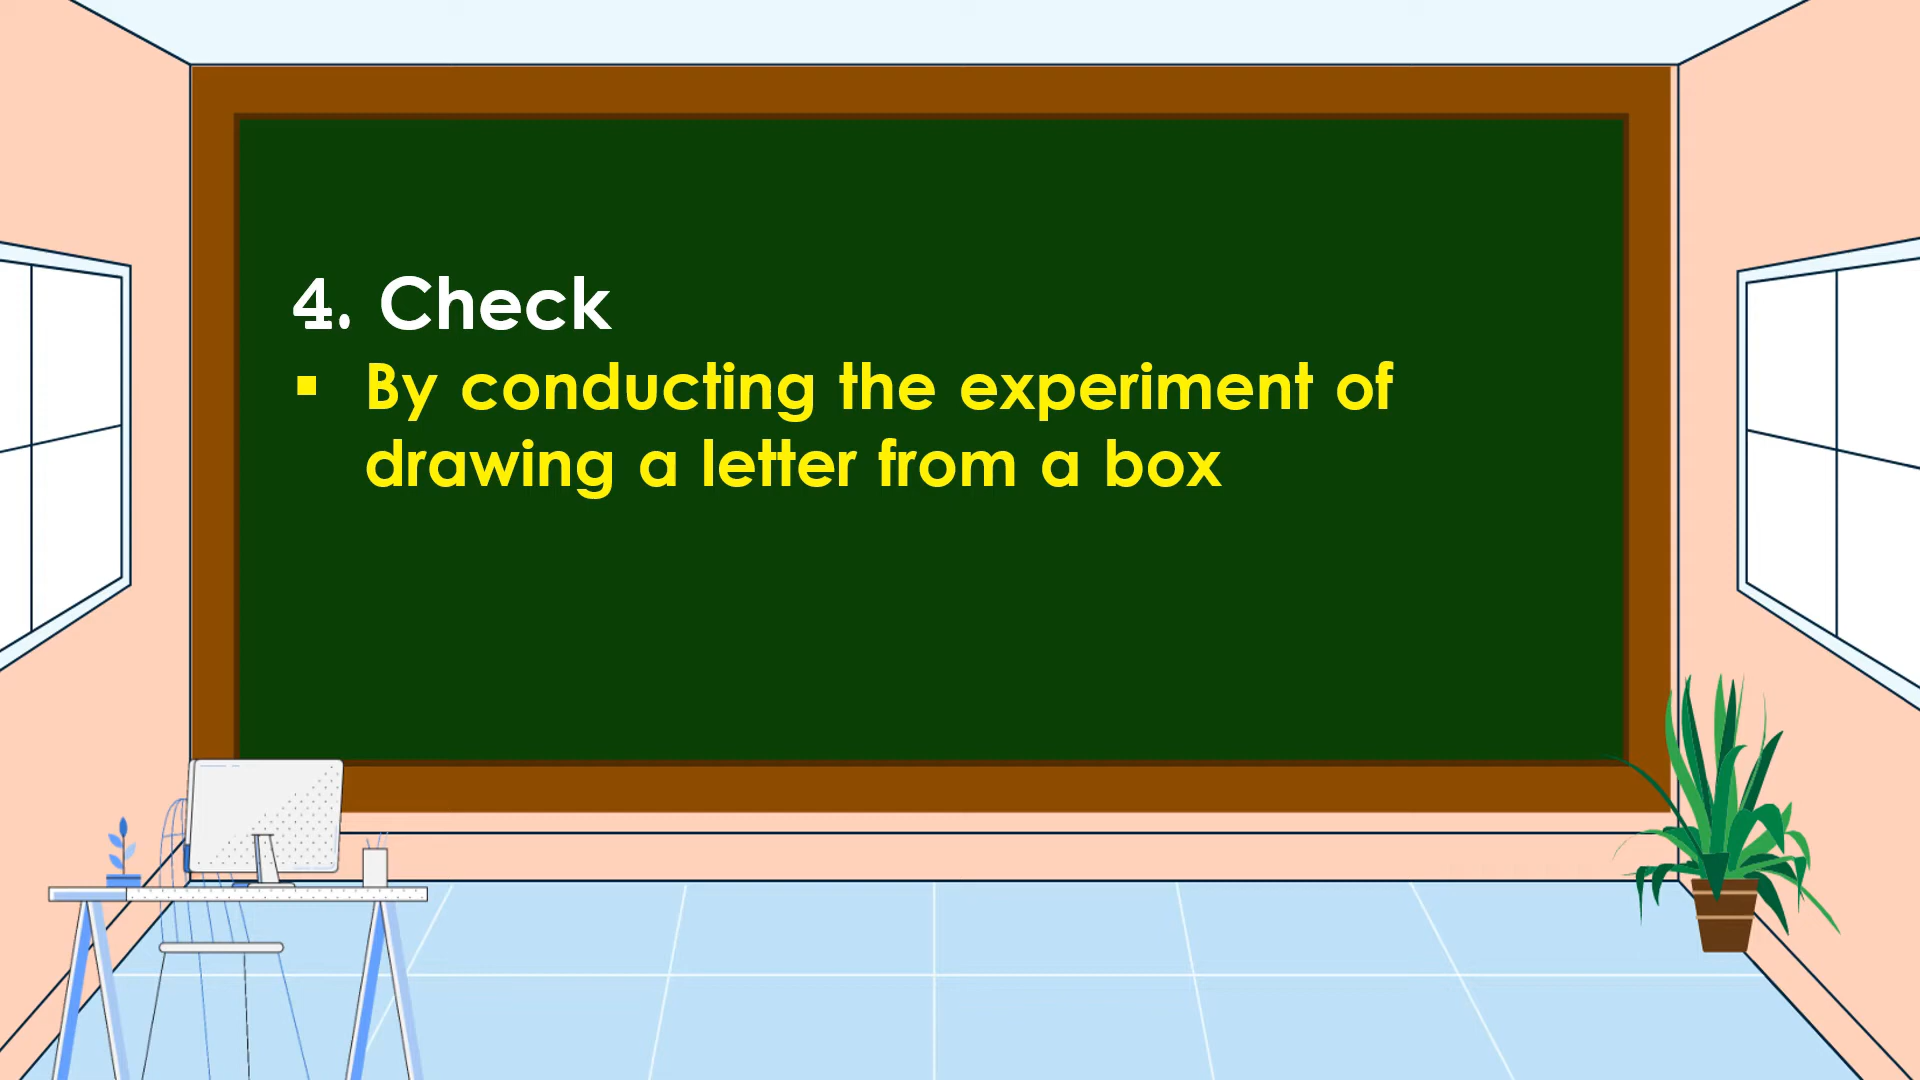 4. Check
▪ By conducting the experiment of
drawing a letter from a box